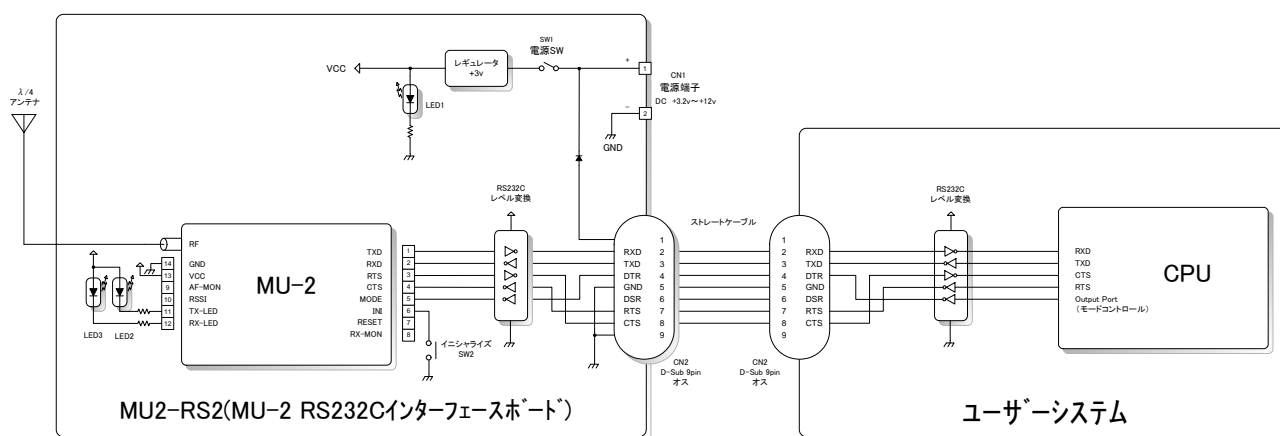 λ/4
アンテナ
VCC
LED1
レギュレータ
+3v
SW1
電源SW
+
1
CN1
電源端子
DC +3.2v～+12v
-
2
GND
RF
14 GND
13 VCC
9 AF-MON
10 RSSI
11 TX-LED
12 RX-LED
LED3
LED2
MU-2
TXD 1
RXD 2
RTS 3
CTS 4
MODE 5
INI 6
RESET 7
RX-MON 8
イニシャライズ
SW2
RS232C
レベル変換
1
RXD 2
TXD 3
DTR 4
GND 5
DSR 6
RTS 7
CTS 8
9
CN2
D-Sub 9pin
オス
ストレートケーブル
1
2 RXD
3 TXD
4 DTR
5 GND
6 DSR
7 RTS
8 CTS
9
CN2
D-Sub 9pin
オス
RS232C
レベル変換
RXD
TXD
CTS
RTS
Output Port
(モードコントロール)
CPU
MU2-RS2(MU-2 RS232Cインターフェースボード)
ユーザーシステム